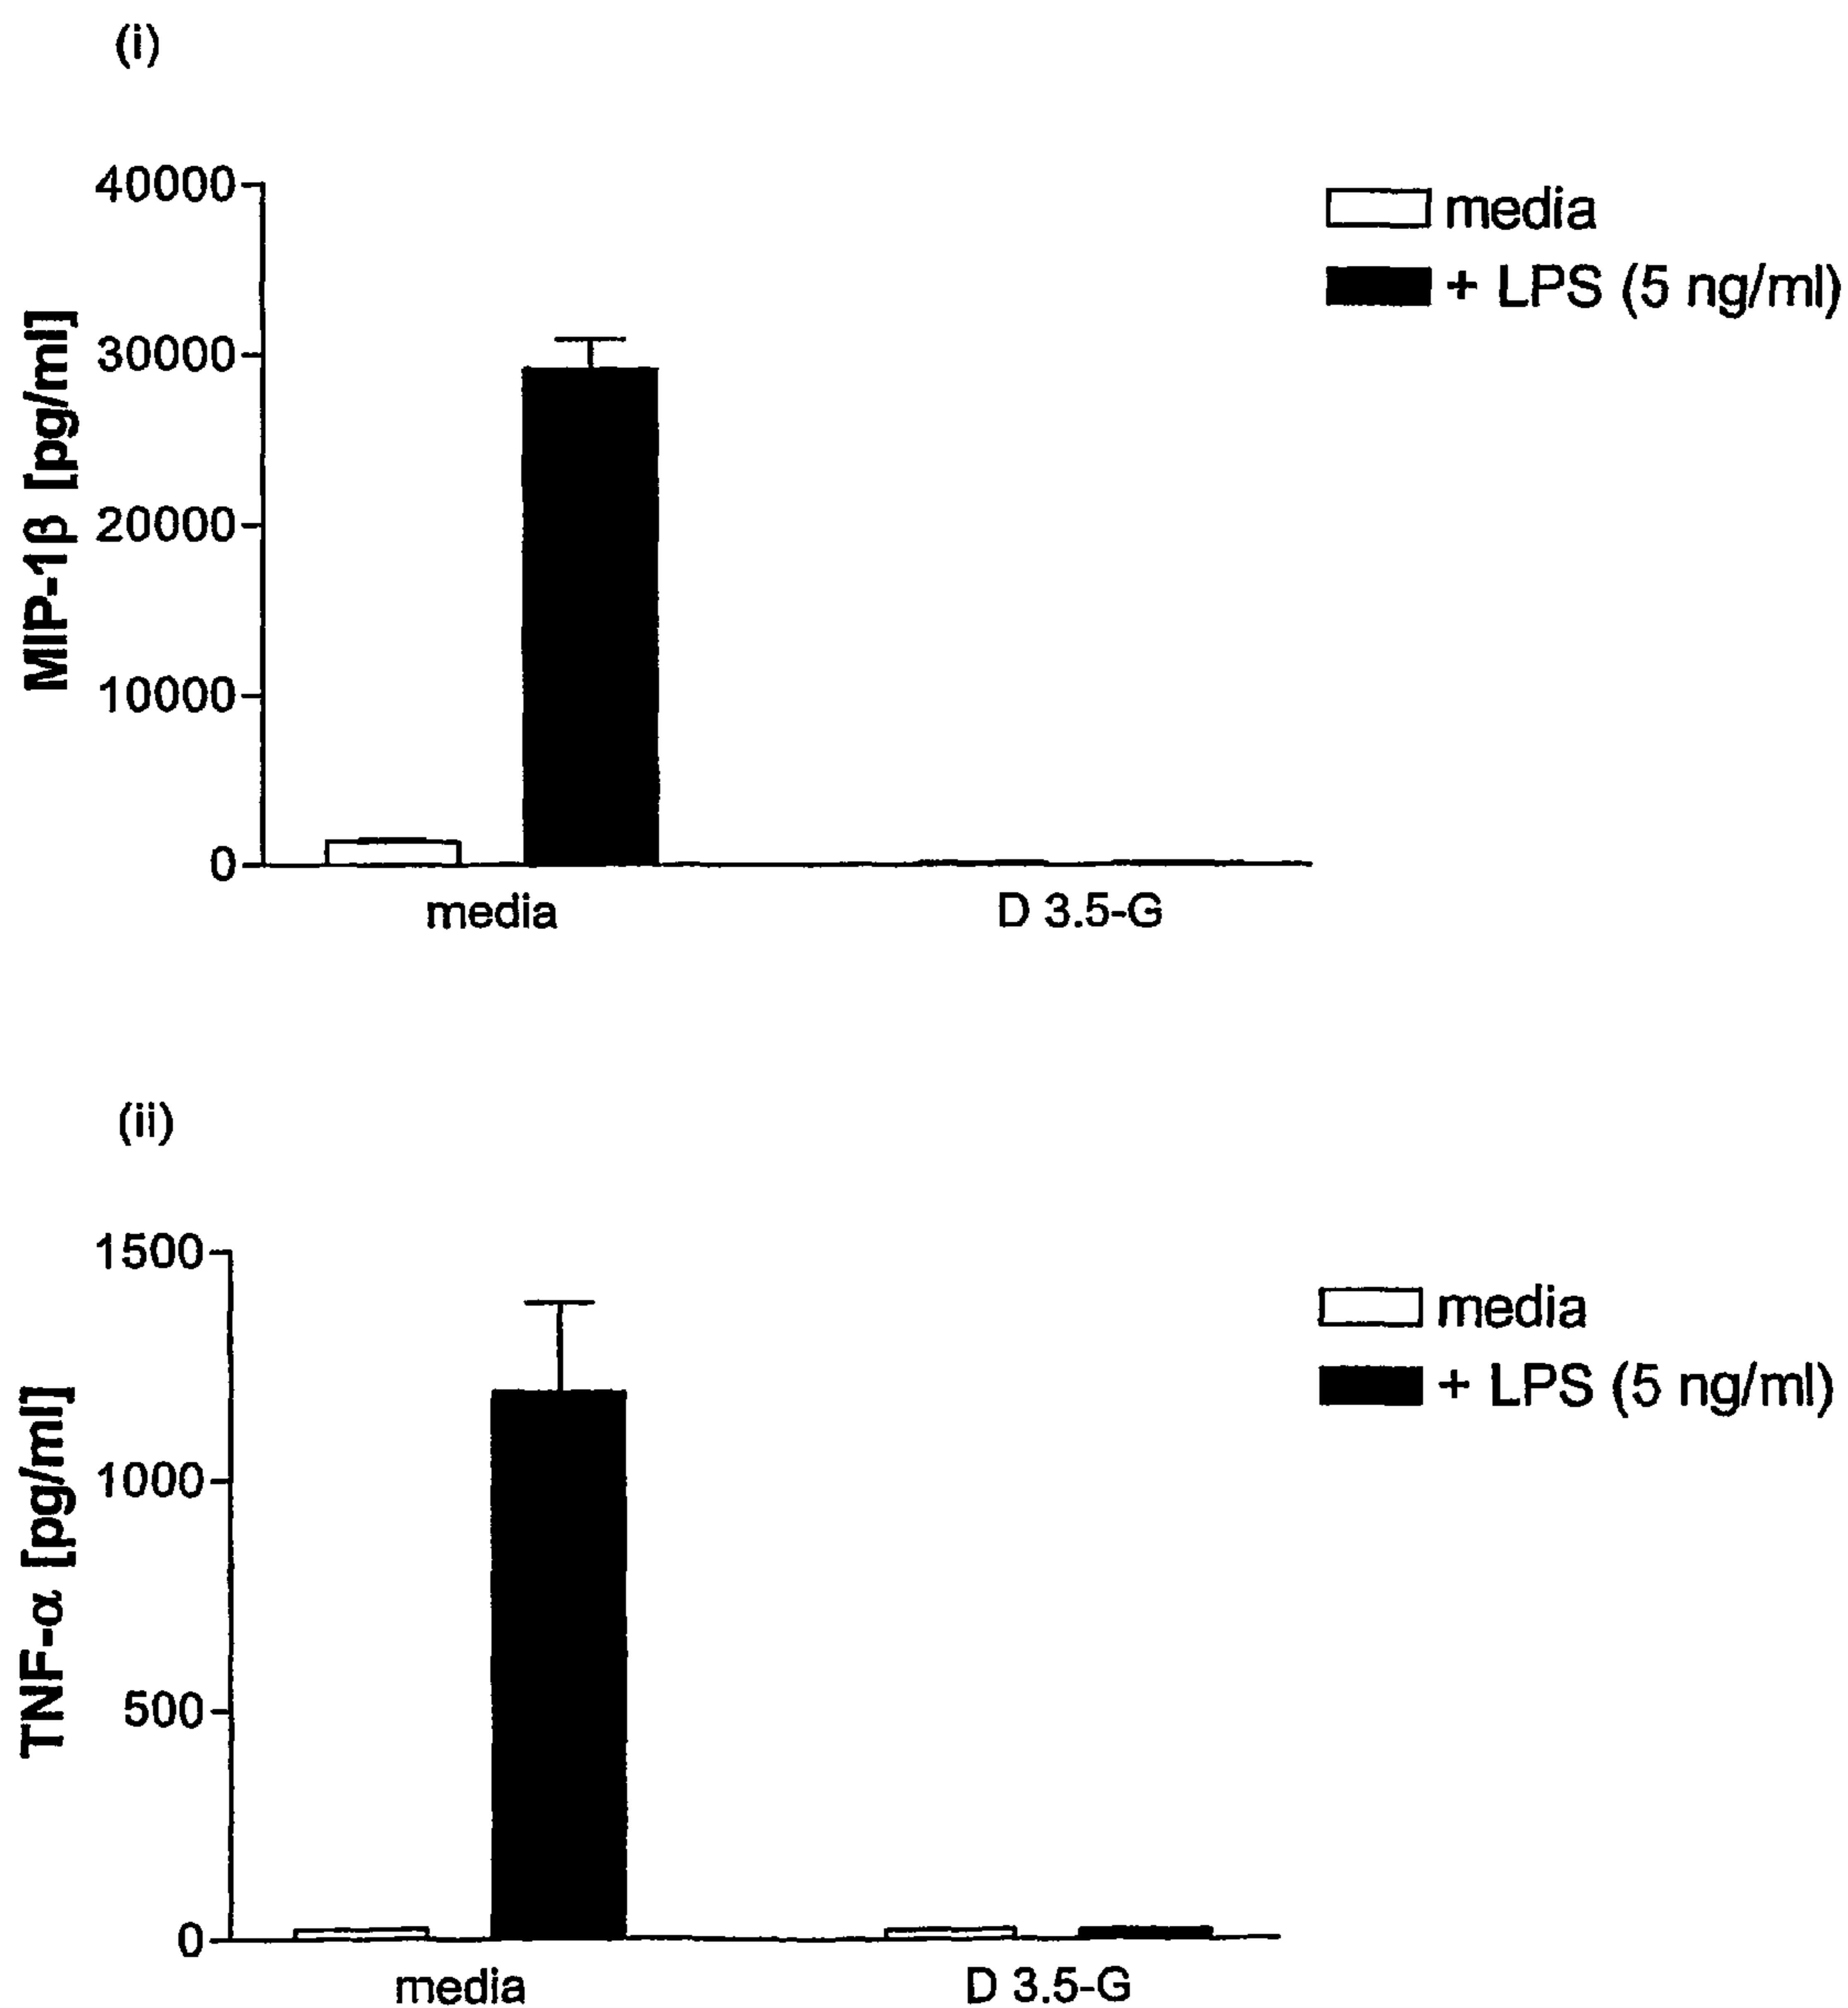 (i)
MIP-1β [pg/ml]
40000
30000
20000
10000
0
media
D 3.5-G
media
+ LPS (5 ng/ml)
(ii)
TNF-α [pg/ml]
1500
1000
500
0
media
D 3.5-G
media
+ LPS (5 ng/ml)